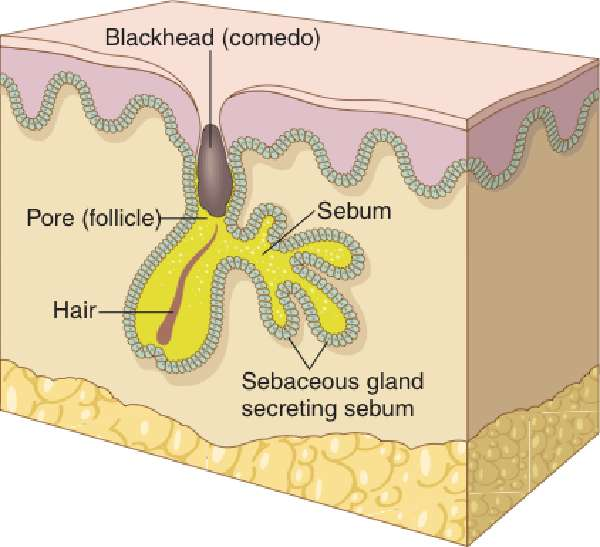 Blackhead (comedo)
Pore (follicle)
Sebum
Hair
Sebaceous gland
secreting sebum